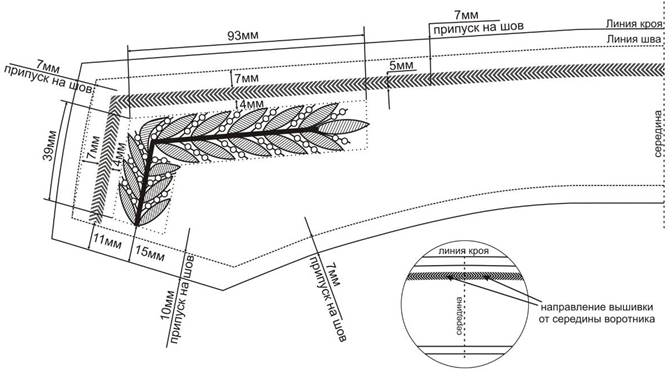 93мм
7мм
припуск на шов
Линия кроя
Линия шва
7мм
припуск на шов
7мм
5мм
4мм
39мм
7мм
4мм
середина
11мм
15мм
10мм
припуск на шов
7мм
припуск на шов
линия кроя
середина
направление вышивки
от середины воротника